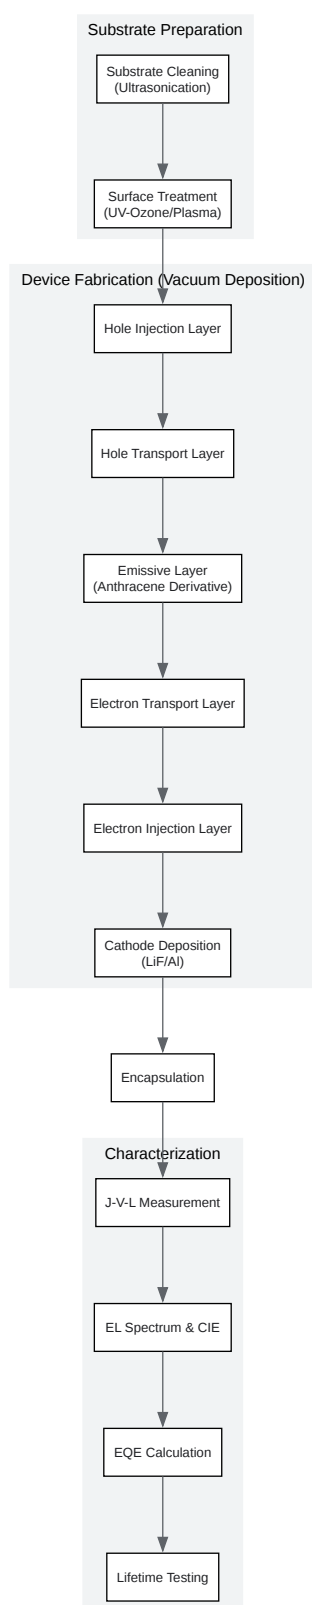 Substrate Preparation
Substrate Cleaning
(Ultrasonication)
Surface Treatment
(UV-Ozone/Plasma)
Device Fabrication (Vacuum Deposition)
Hole Injection Layer
Hole Transport Layer
Emissive Layer
(Anthracene Derivative)
Electron Transport Layer
Electron Injection Layer
Cathode Deposition
(LiF/Al)
Encapsulation
Characterization
J-V-L Measurement
EL Spectrum & CIE
EQE Calculation
Lifetime Testing